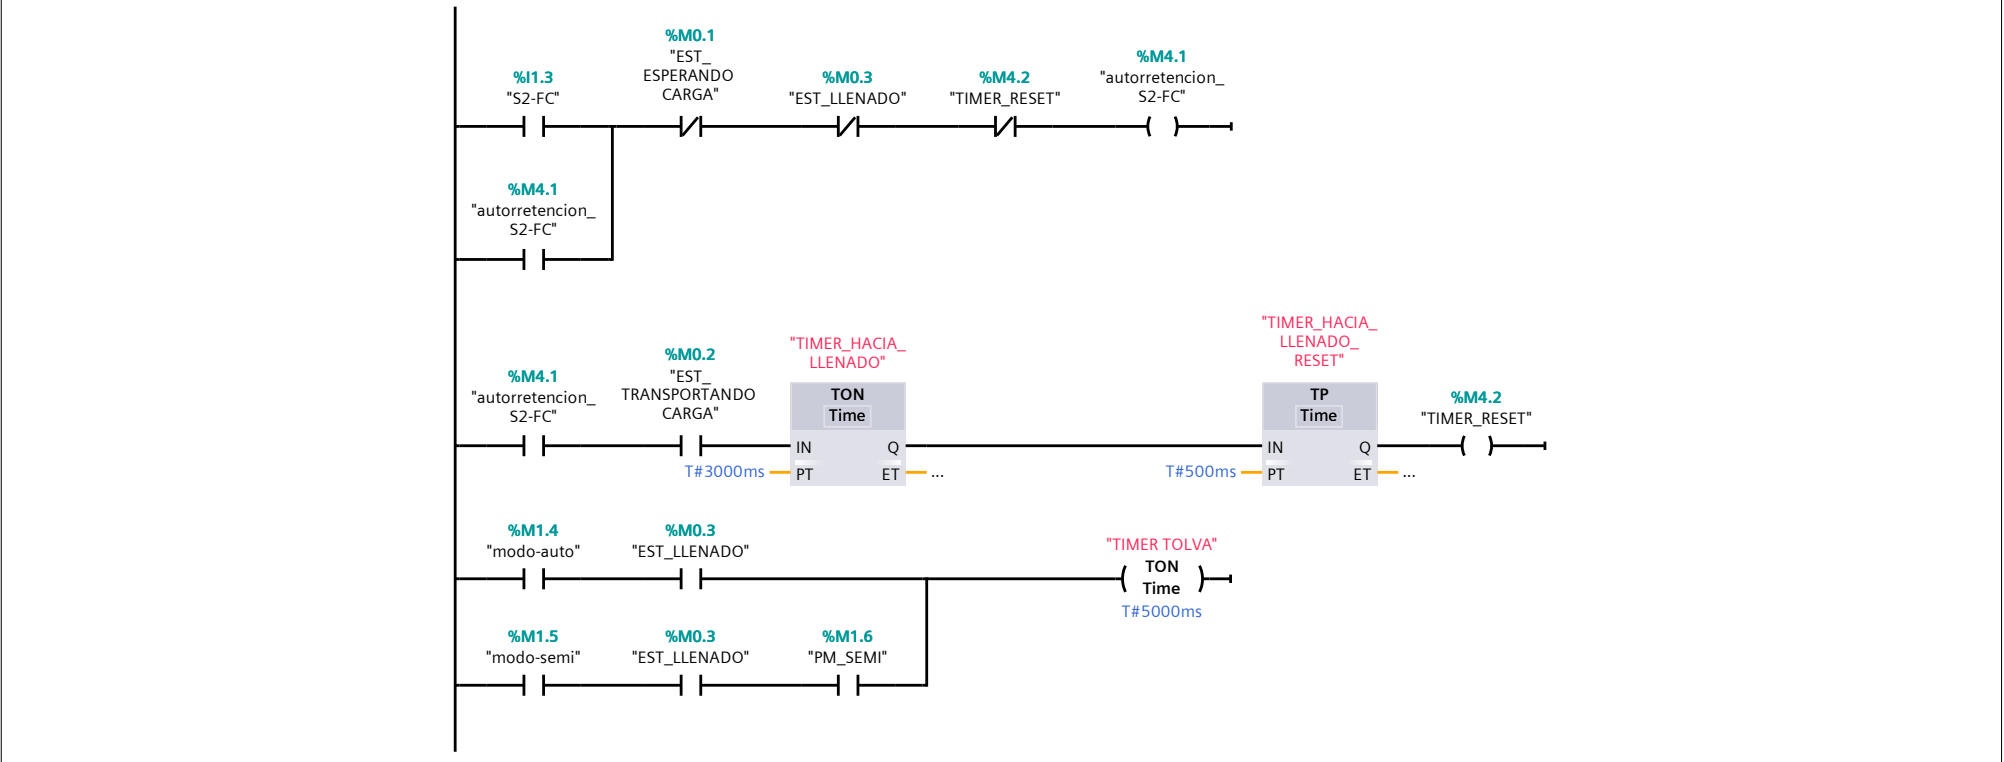 %I1.3
"S2-FC"
%M0.1
"EST_
ESPERANDO
CARGA"
%M0.3
"EST_LLENADO"
%M4.2
"TIMER_RESET"
%M4.1
"autorretencion_
S2-FC"
%M4.1
"autorretencion_
S2-FC"
%M4.1
"autorretencion_
S2-FC"
%M0.2
"EST_
TRANSPORTANDO
CARGA"
"TIMER_HACIA_
LLENADO"
TON
Time
IN Q
T#3000ms PT ET ...
"TIMER_HACIA_
LLENADO_
RESET"
TP
Time
IN Q
T#500ms PT ET ...
%M4.2
"TIMER_RESET"
%M1.4
"modo-auto"
%M0.3
"EST_LLENADO"
"TIMER TOLVA"
TON
Time
T#5000ms
%M1.5
"modo-semi"
%M0.3
"EST_LLENADO"
%M1.6
"PM_SEMI"